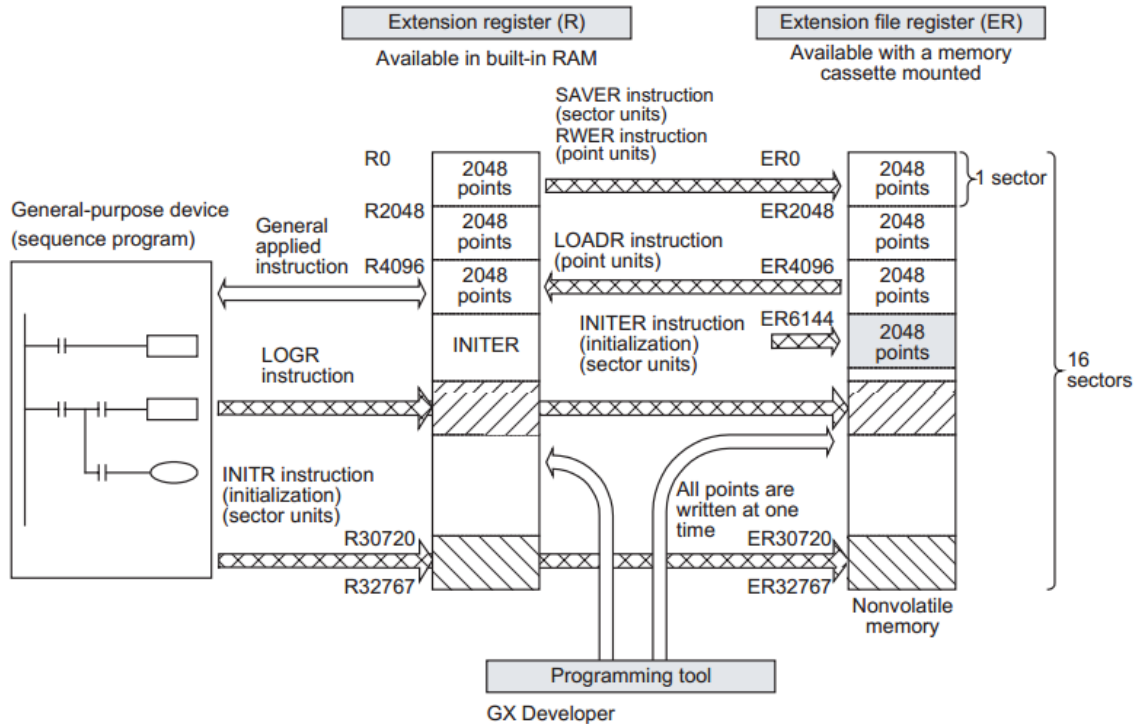 Extension register (R)
Extension file register (ER)
Available in built-in RAM
Available with a memory
cassette mounted
SAVER instruction
(sector units)
RWER instruction
(point units)
R0
2048
points
ER0
2048
points
1 sector
General-purpose device
(sequence program)
General
applied
instruction
R2048
2048
points
ER2048
2048
points
LOADR instruction
(point units)
R4096
2048
points
ER4096
2048
points
INITER
INITER instruction
(initialization)
(sector units)
ER6144
2048
points
16
sectors
LOGR
instruction
INITR instruction
(initialization)
(sector units)
All points are
written at one
time
R30720
R32767
ER30720
ER32767
Nonvolatile
memory
Programming tool
GX Developer